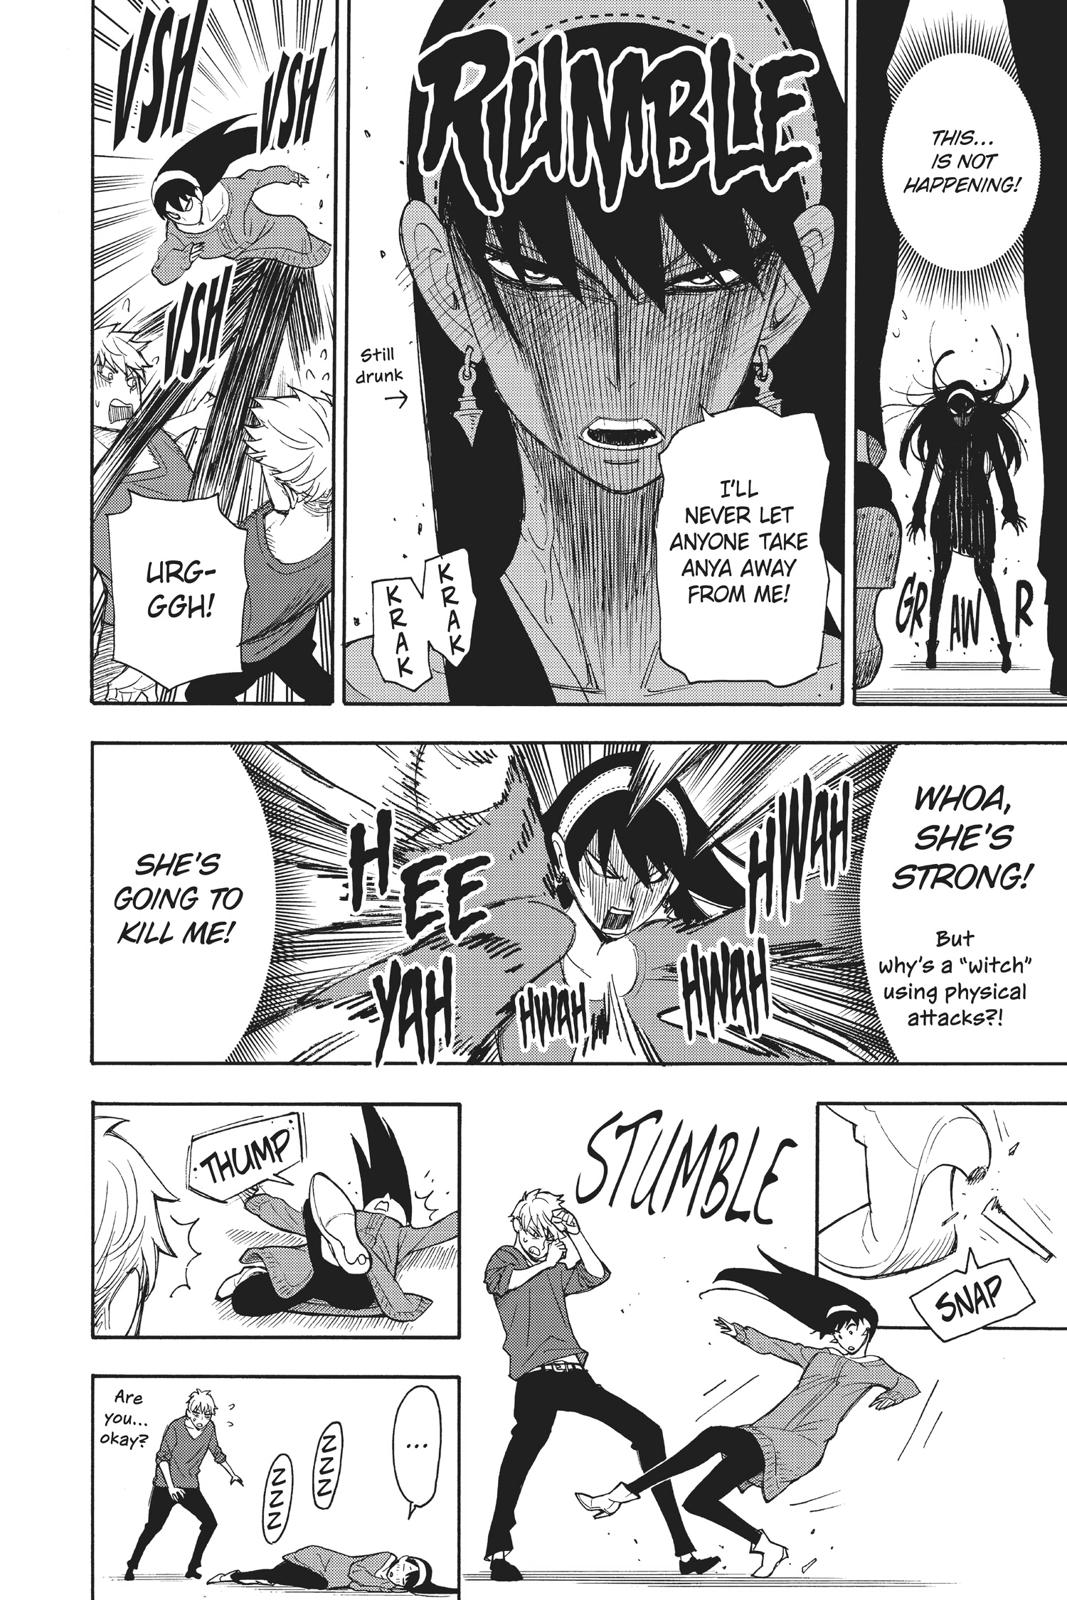 THIS...
IS NOT
HAPPENING!
GR AW R
RUMBLE
Still
drunk
I'LL
NEVER LET
ANYONE TAKE
ANYA AWAY
FROM ME!
KRAK
KRAK
VSH
VSH
VSH
URG-
GGH!
WHOA,
SHE'S
STRONG!
But
why's a "witch"
using physical
attacks?!
HWAH
HWAH
HWAH
HEE
YAH
SHE'S
GOING TO
KILL ME!
SNAP
STUMBLE
THUMP
...
ZZZ
ZZZ
Are
you...
okay?